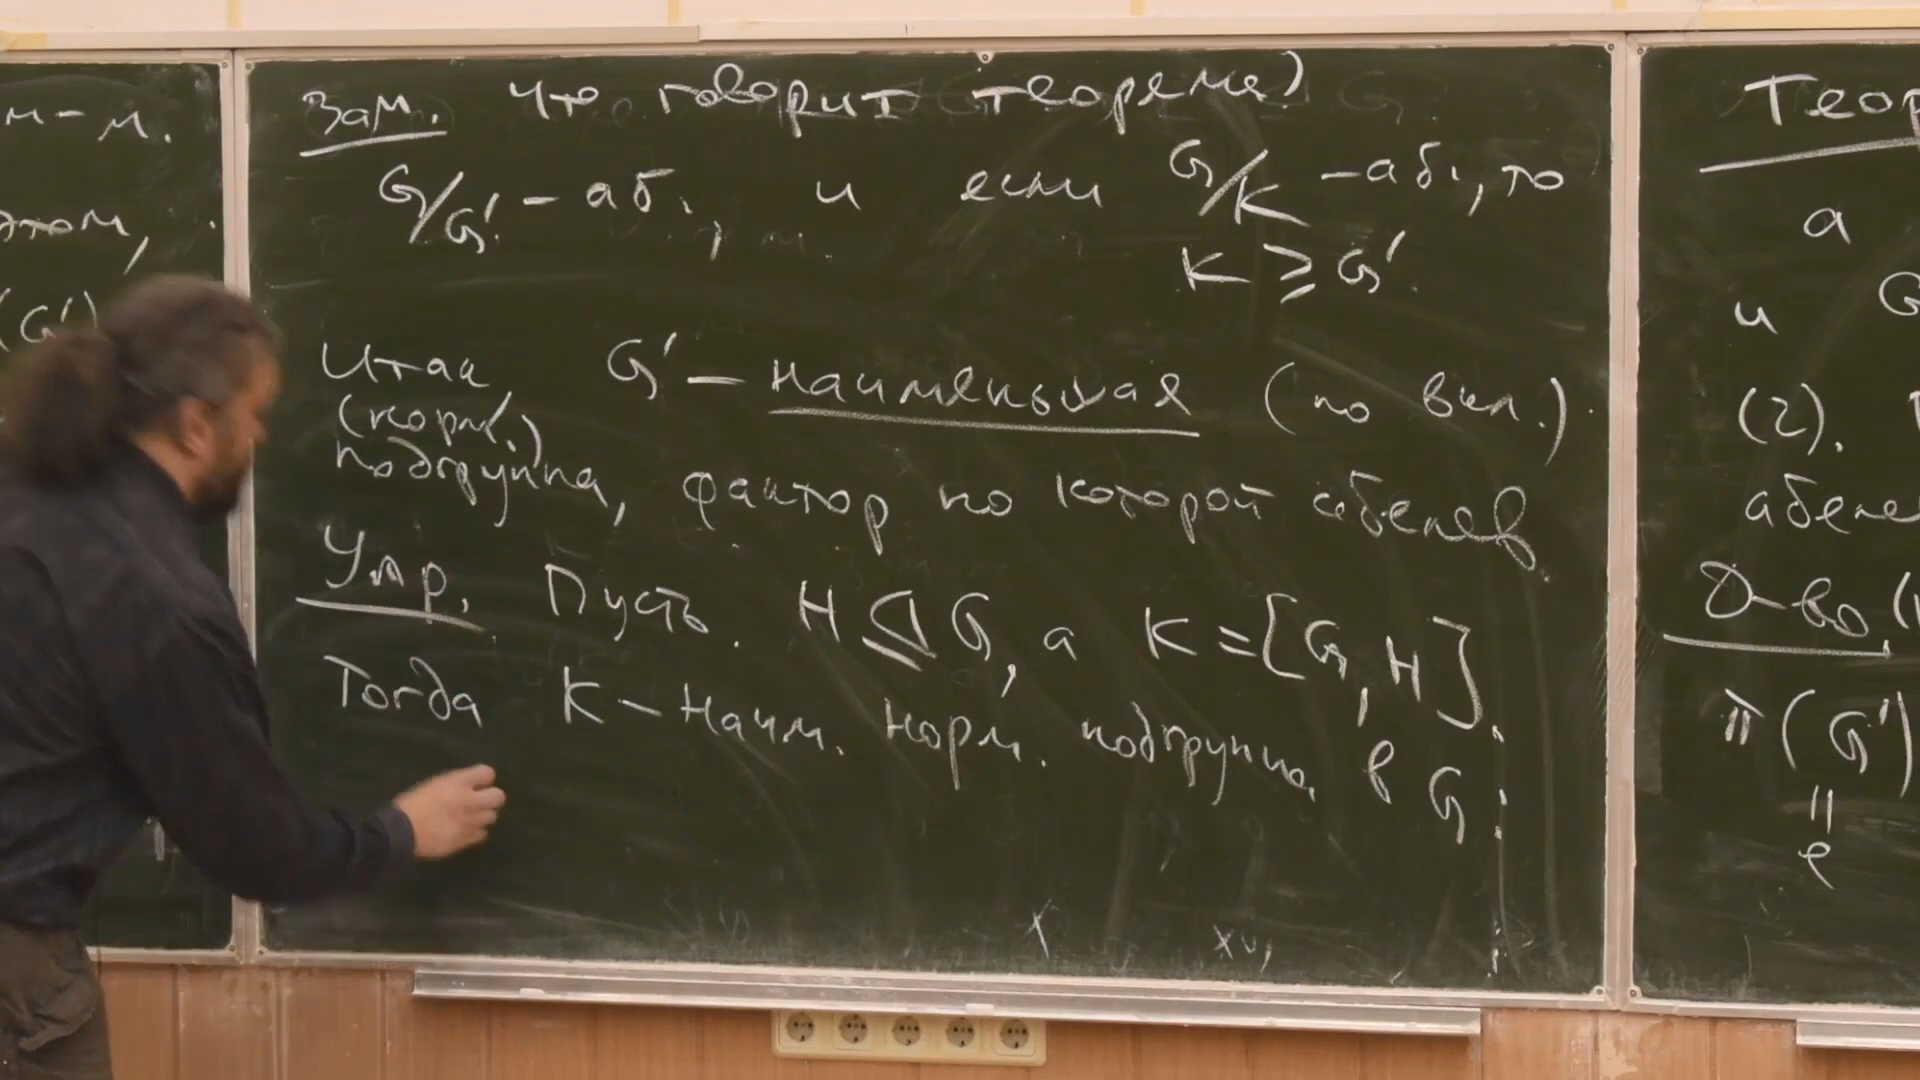 м-м.
этом,
(G')
Зам. Что говорит теорема?
G/G' - аб., и если G/K - аб., то
K ⩾ G'.
Итак, G' — наименьшая (по вкл.)
(норм.)
подгруппа, фактор по которой абелев
Упр. Пусть H ⊴ G, а K = [G, H].
Тогда K - наим. норм. подгруппа в G
Теор
а
и G
(2).
абеле
Д-во (
π(G')
=
e